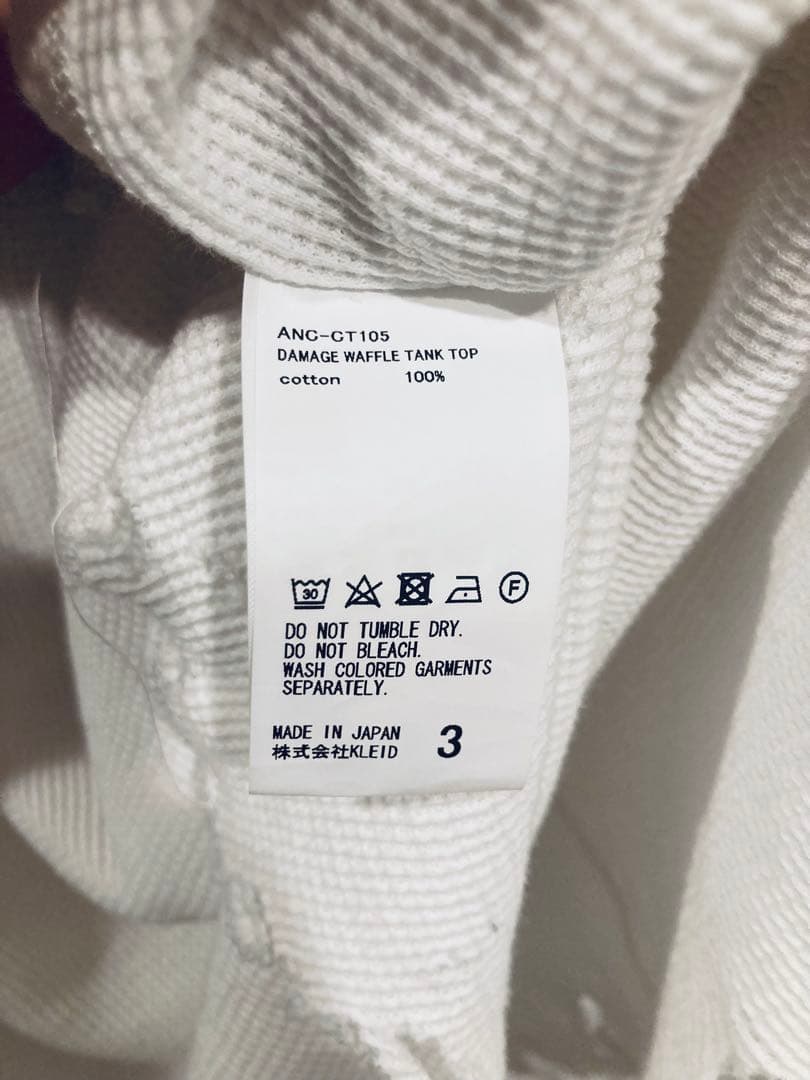 ANC-CT105
DAMAGE WAFFLE TANK TOP
cotton 100%
30 F
DO NOT TUMBLE DRY.
DO NOT BLEACH.
WASH COLORED GARMENTS
SEPARATELY.
MADE IN JAPAN
株式会社KLEID 3